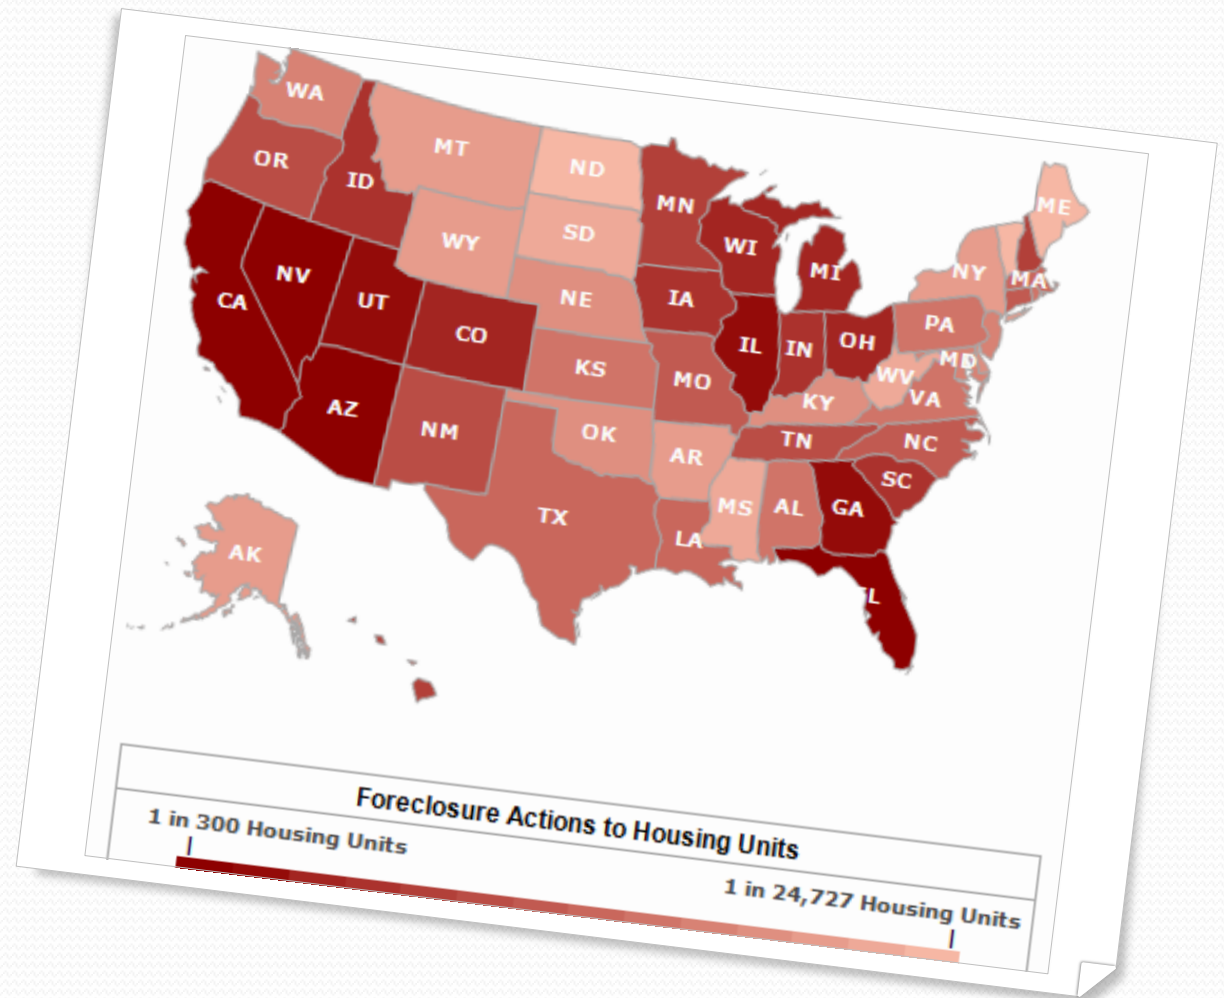 WA
MT
ND
OR
ID
MN
ME
WY
SD
WI
NV
MI
NY
MA
CA
UT
NE
IA
CO
IL
IN
OH
PA
KS
MO
WV
MD
AZ
NM
OK
KY
VA
AR
TN
NC
TX
LA
MS
AL
GA
SC
AK
FL
Foreclosure Actions to Housing Units
1 in 300 Housing Units
1 in 24,727 Housing Units